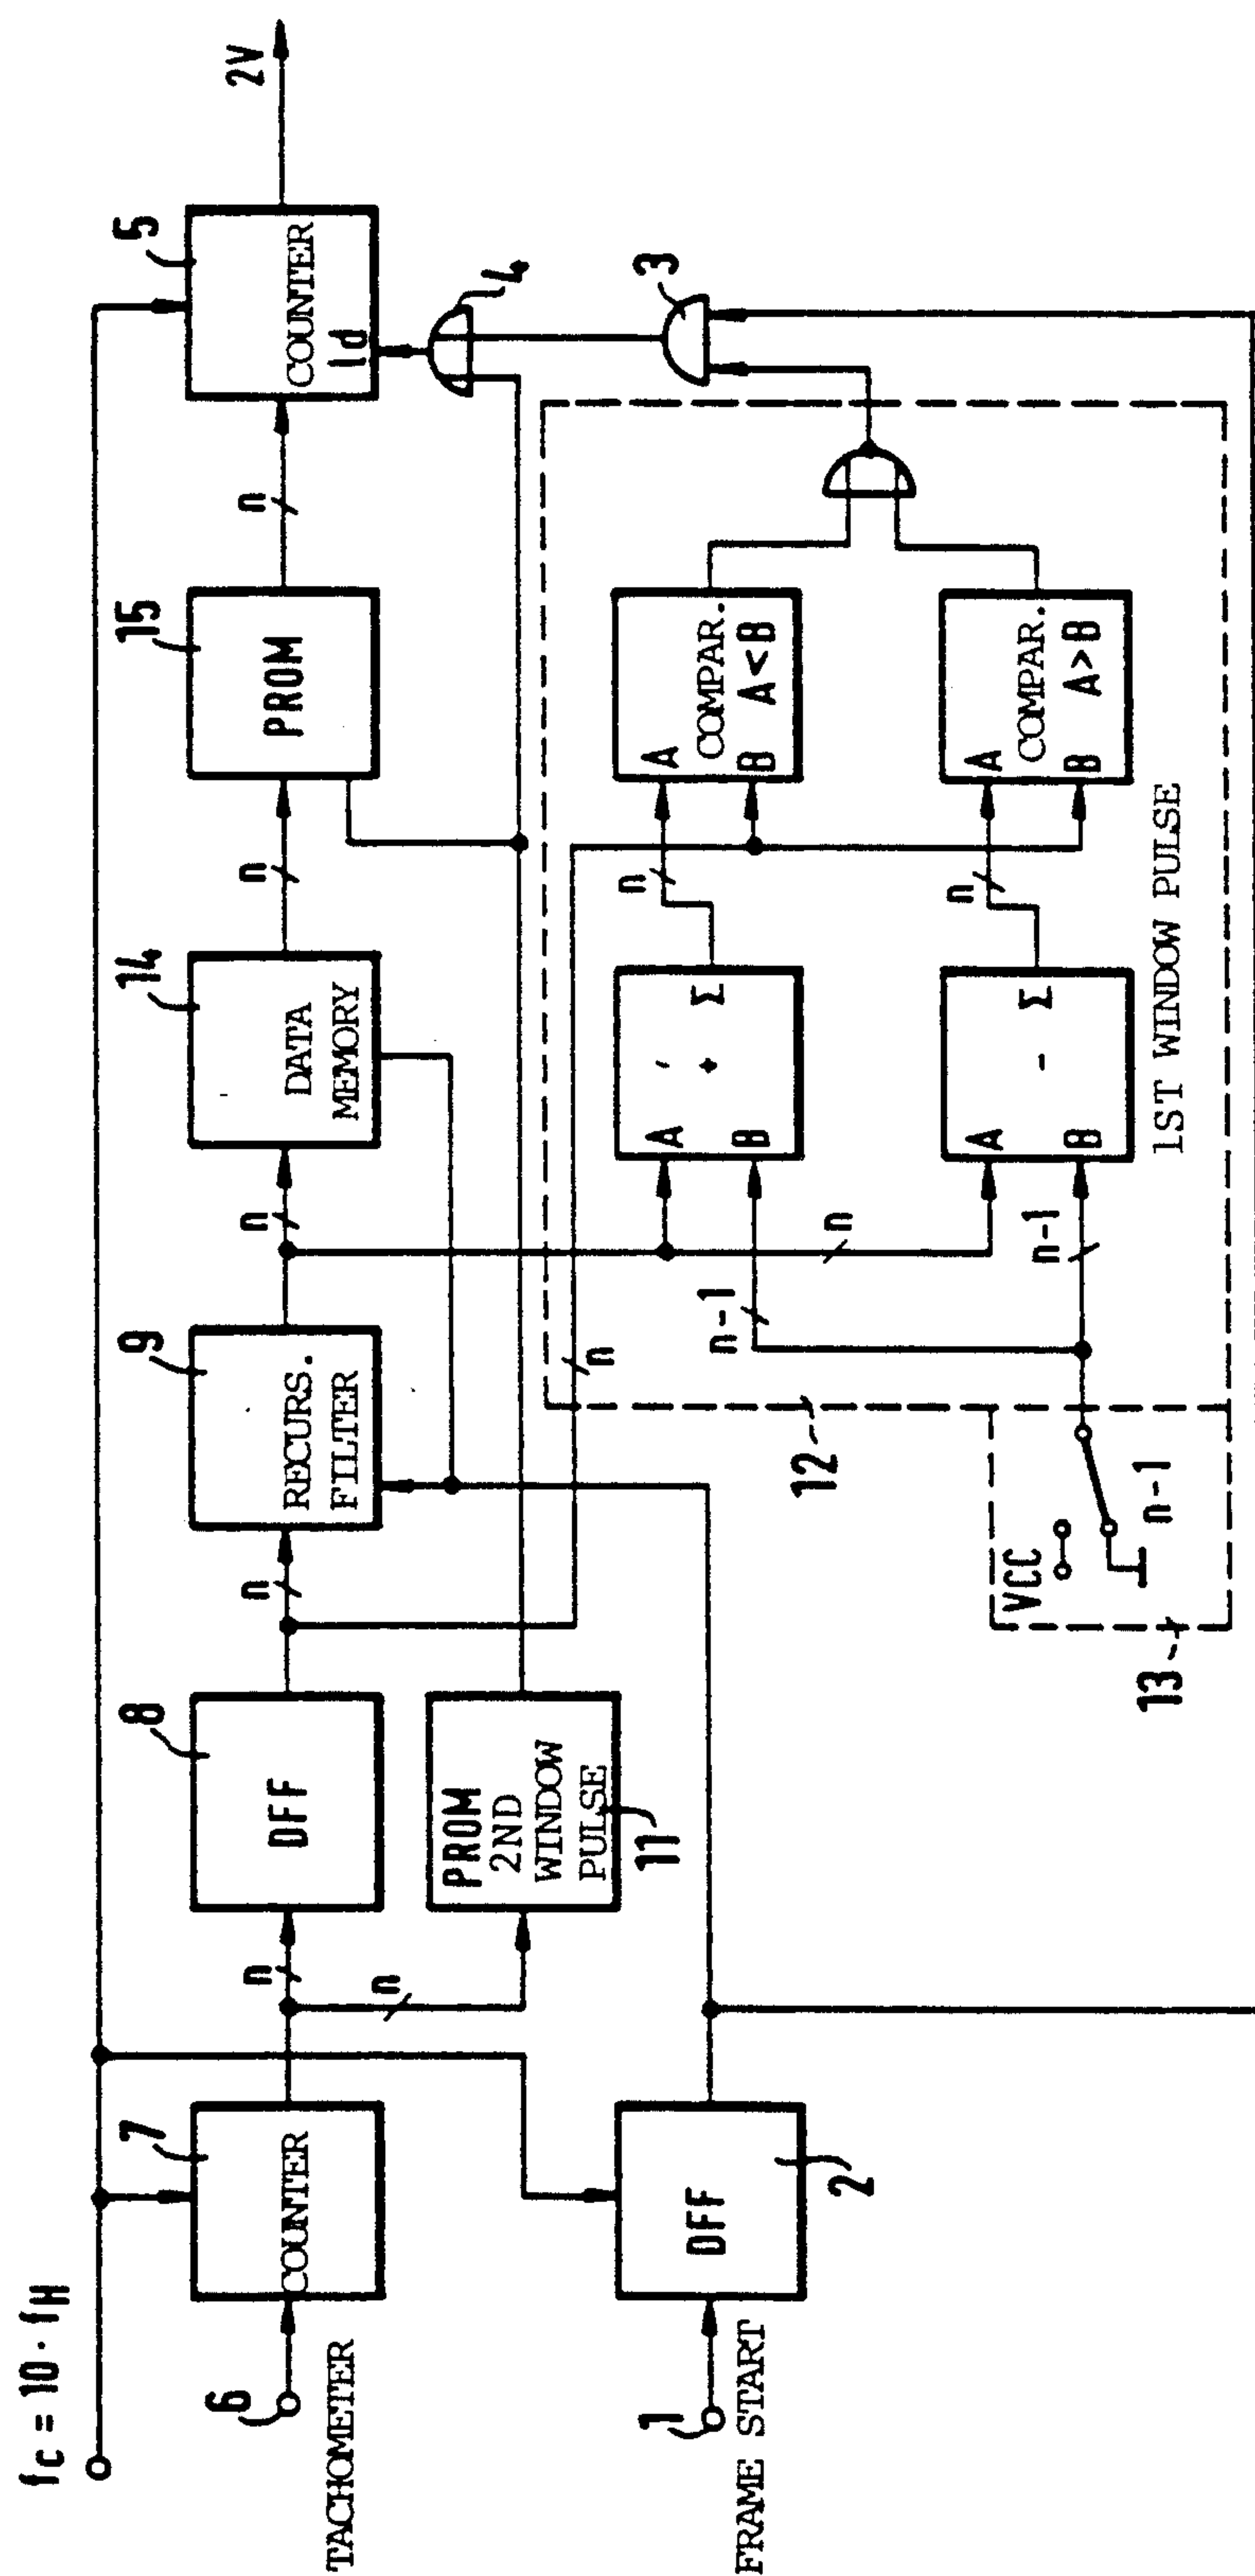 fC = 10 · fH
6
TACHOMETER
7
COUNTER
n
n
8
DFF
n
9
RECURS.
FILTER
n
14
DATA
MEMORY
n
15
PROM
n
5
COUNTER
ld
2V
PROM
2ND
WINDOW
PULSE
11
4
3
1
FRAME START
DFF
2
n
12
n-1
n
n-1
A
B
+
Σ
A
B
-
Σ
n
n
A
B
COMPAR.
A<B
A
B
COMPAR.
A>B
1ST WINDOW PULSE
VCC
n-1
13